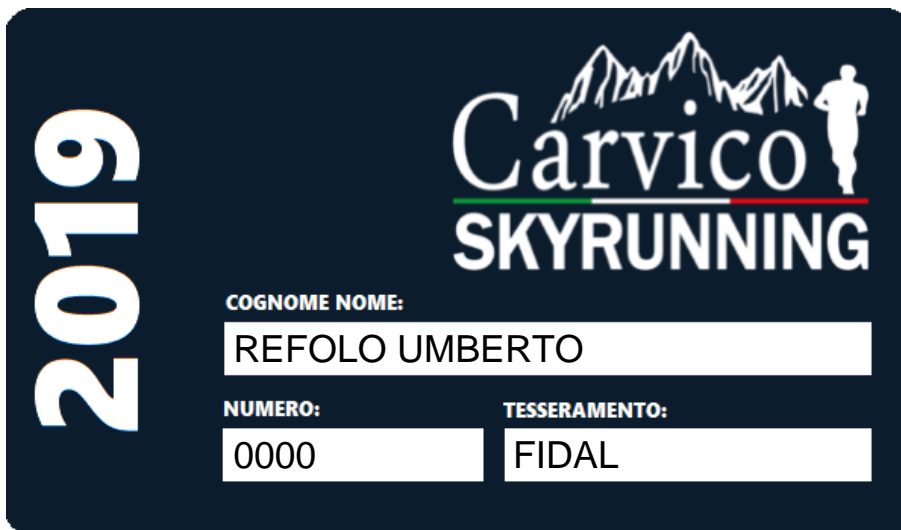 2019
Carvico
SKYRUNNING
COGNOME NOME:
REFOLO UMBERTO
NUMERO: TESSERAMENTO:
0000 FIDAL